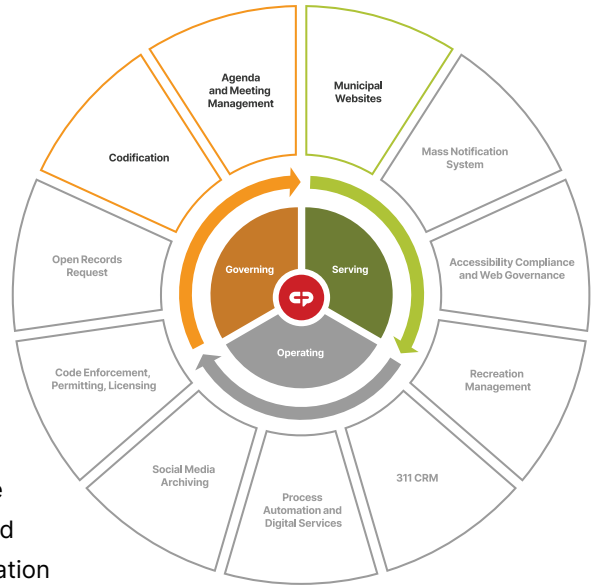 Agenda
and Meeting
Management
Municipal
Websites
Codification
Mass Notification
System
Open Records
Request
Governing
Serving
Accessibility Compliance
and Web Governance
Operating
Code Enforcement,
Permitting, Licensing
Recreation
Management
Social Media
Archiving
311 CRM
Process
Automation and
Digital Services